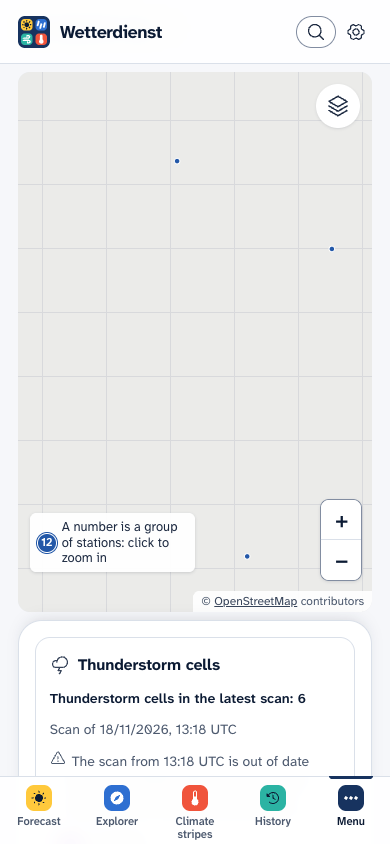 Wetterdienst
12
A number is a group
of stations: click to
zoom in
+
−
© OpenStreetMap contributors
Thunderstorm cells
Thunderstorm cells in the latest scan: 6
Scan of 18/11/2026, 13:18 UTC
The scan from 13:18 UTC is out of date
Forecast
Explorer
Climate
stripes
History
Menu